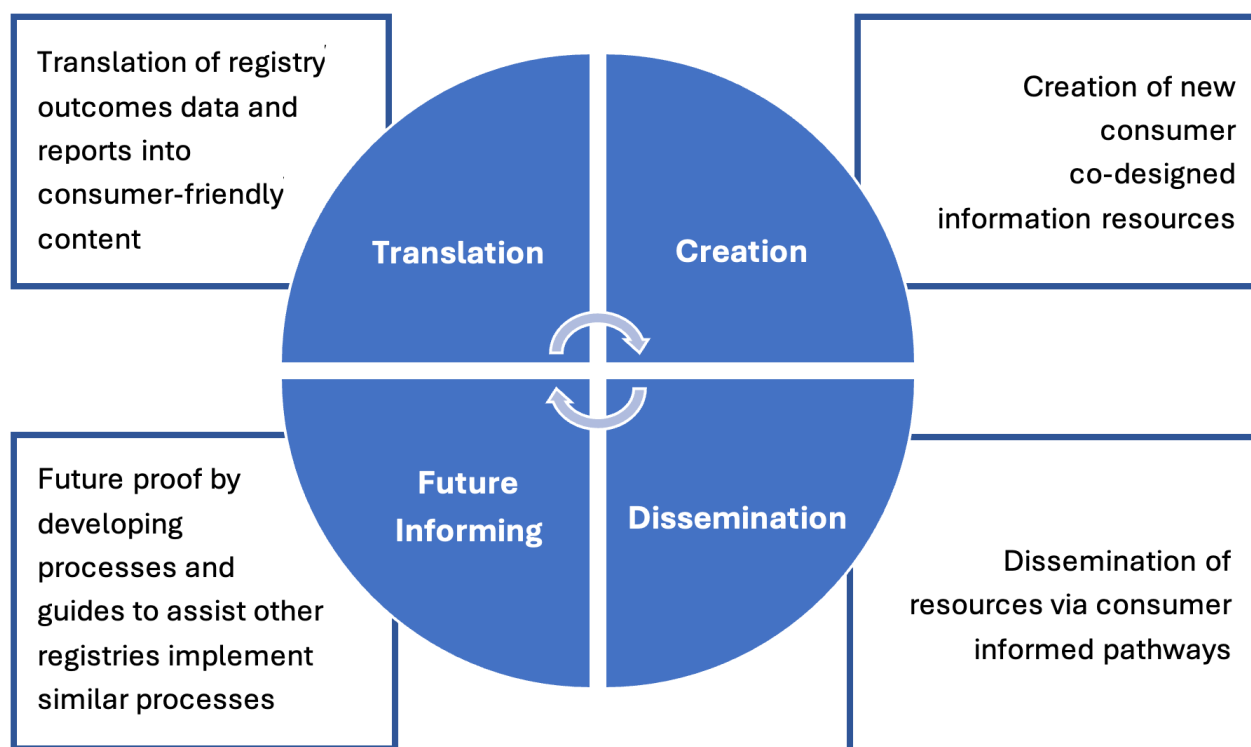 Translation of registry
outcomes data and
reports into
consumer-friendly
content
Creation of new
consumer
co-designed
information resources
Translation
Creation
Future
Informing
Dissemination
Future proof by
developing
processes and
guides to assist other
registries implement
similar processes
Dissemination of
resources via consumer
informed pathways